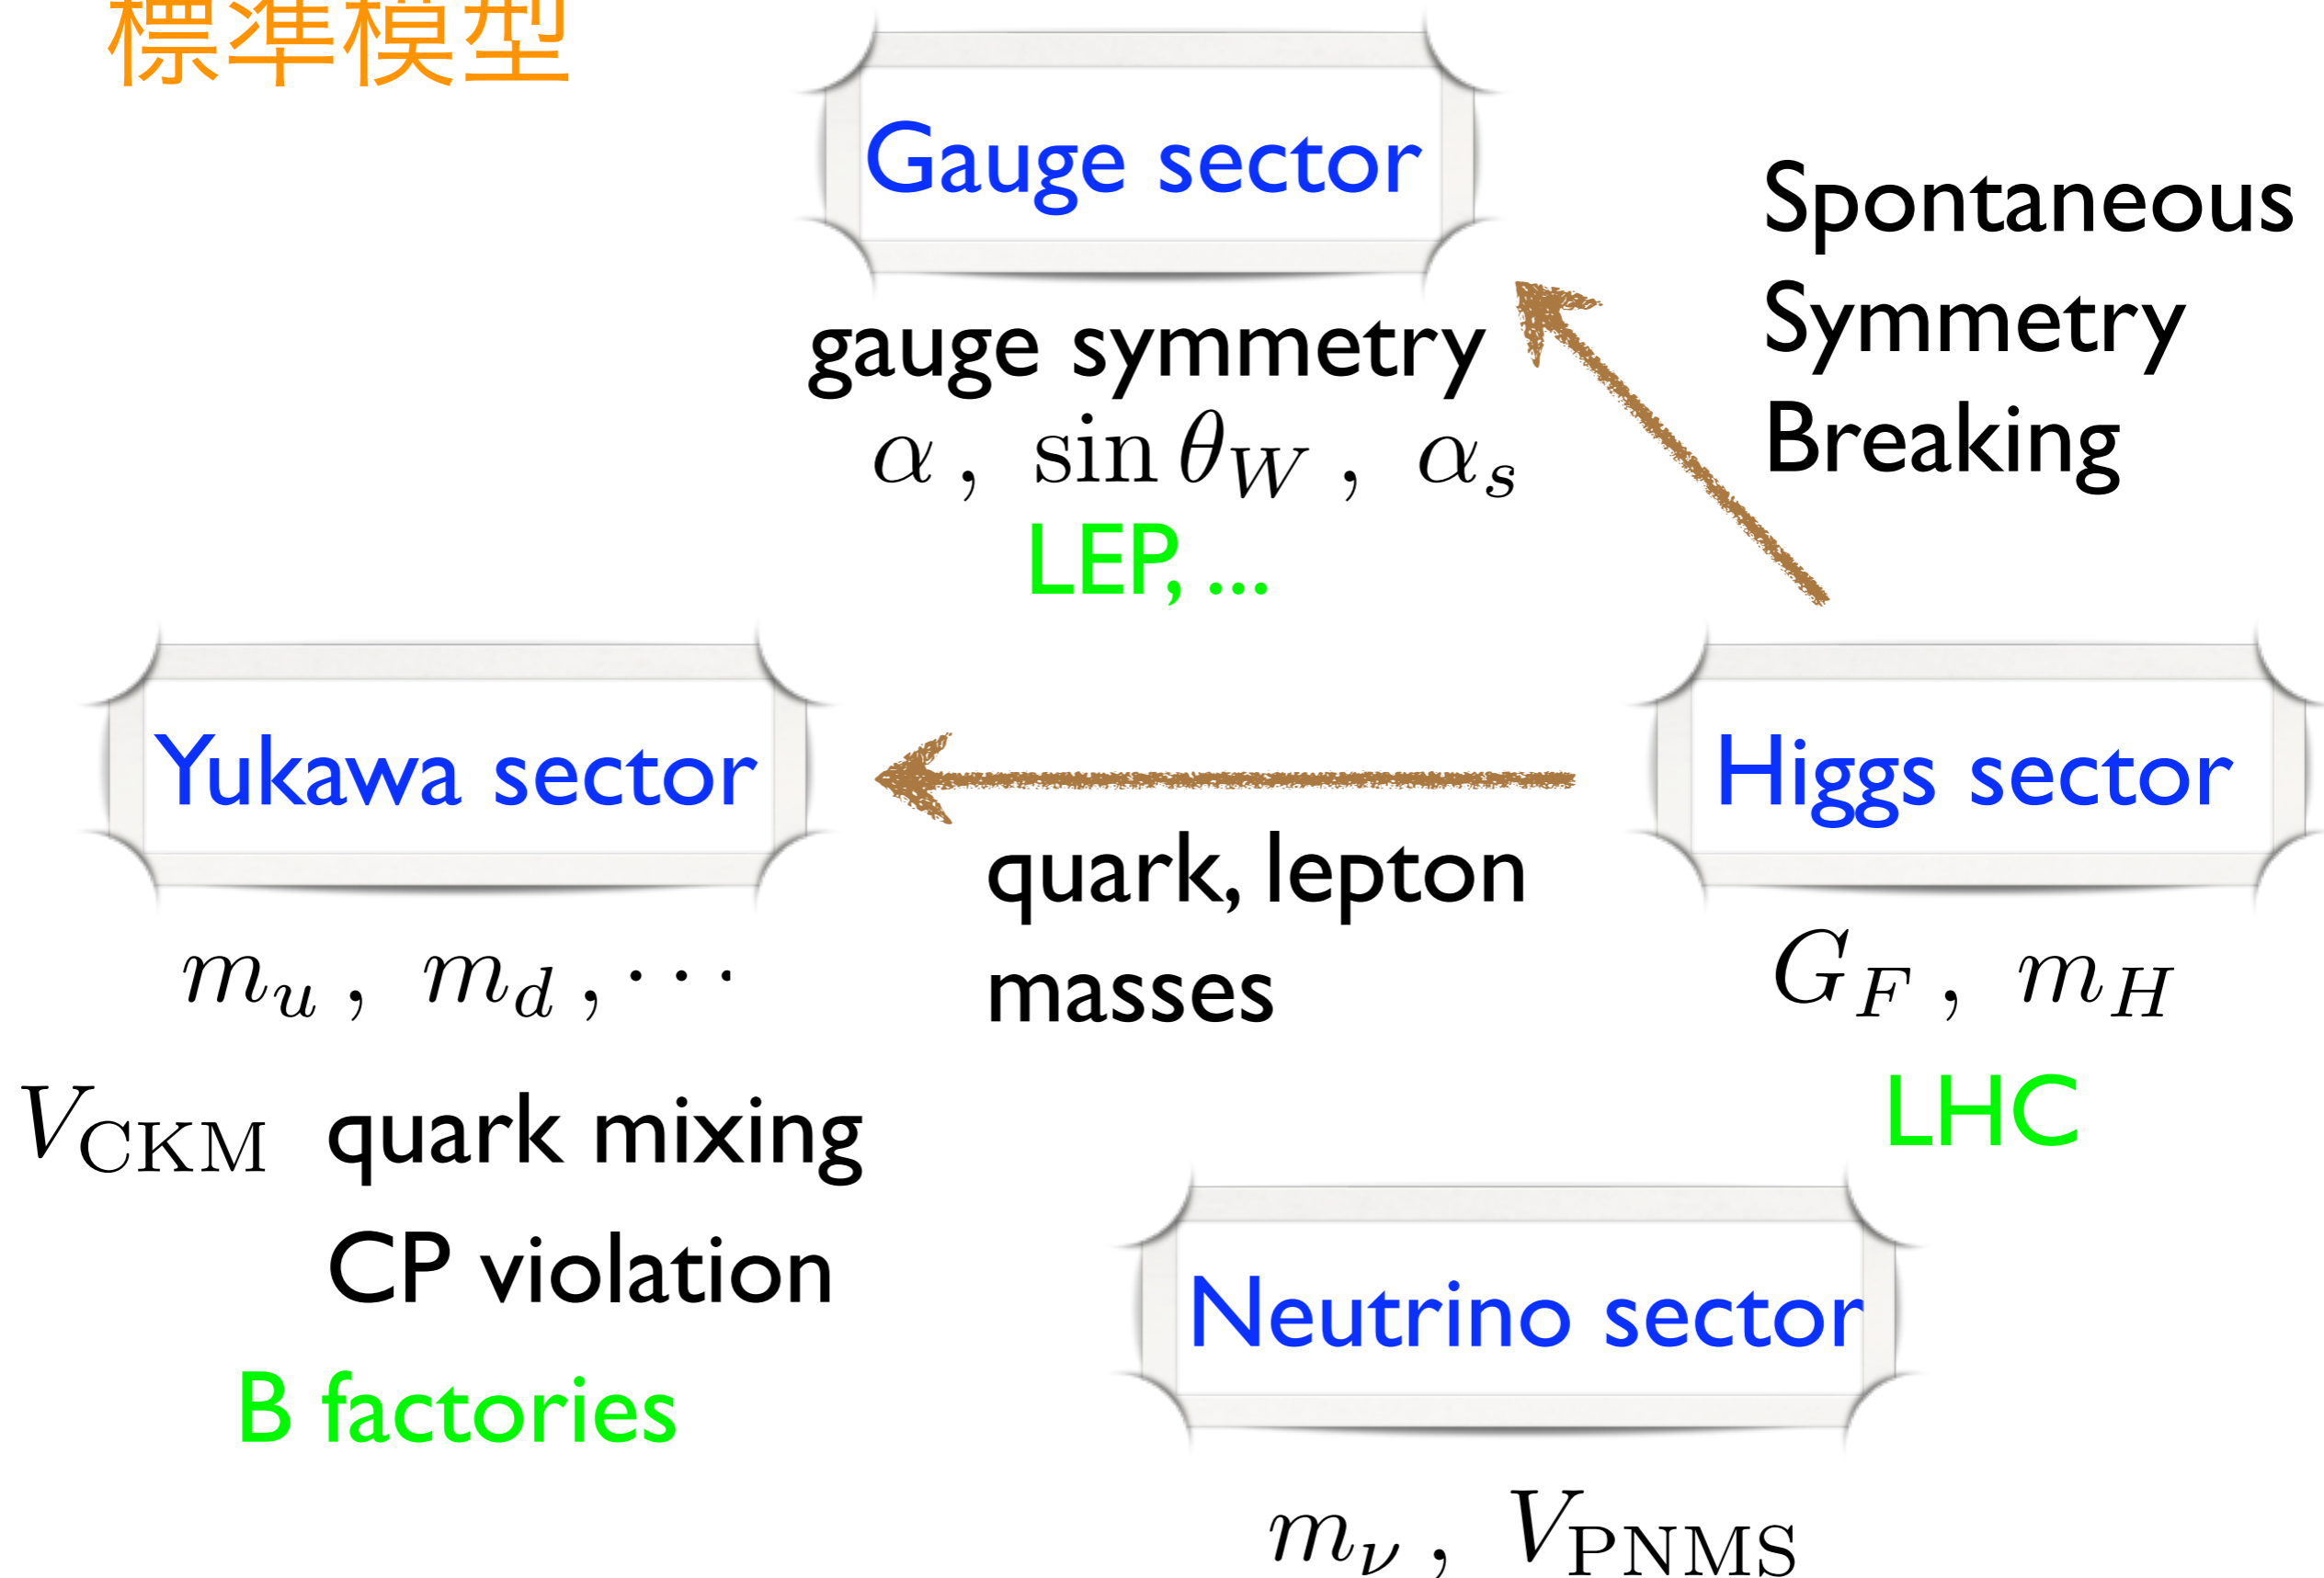 標準模型
Gauge sector
gauge symmetry
α , sin θ_W , α_s
LEP, ...
Spontaneous
Symmetry
Breaking
Yukawa sector
m_u , m_d , ···
V_CKM quark mixing
CP violation
B factories
quark, lepton
masses
Higgs sector
G_F , m_H
LHC
Neutrino sector
m_ν , V_PNMS